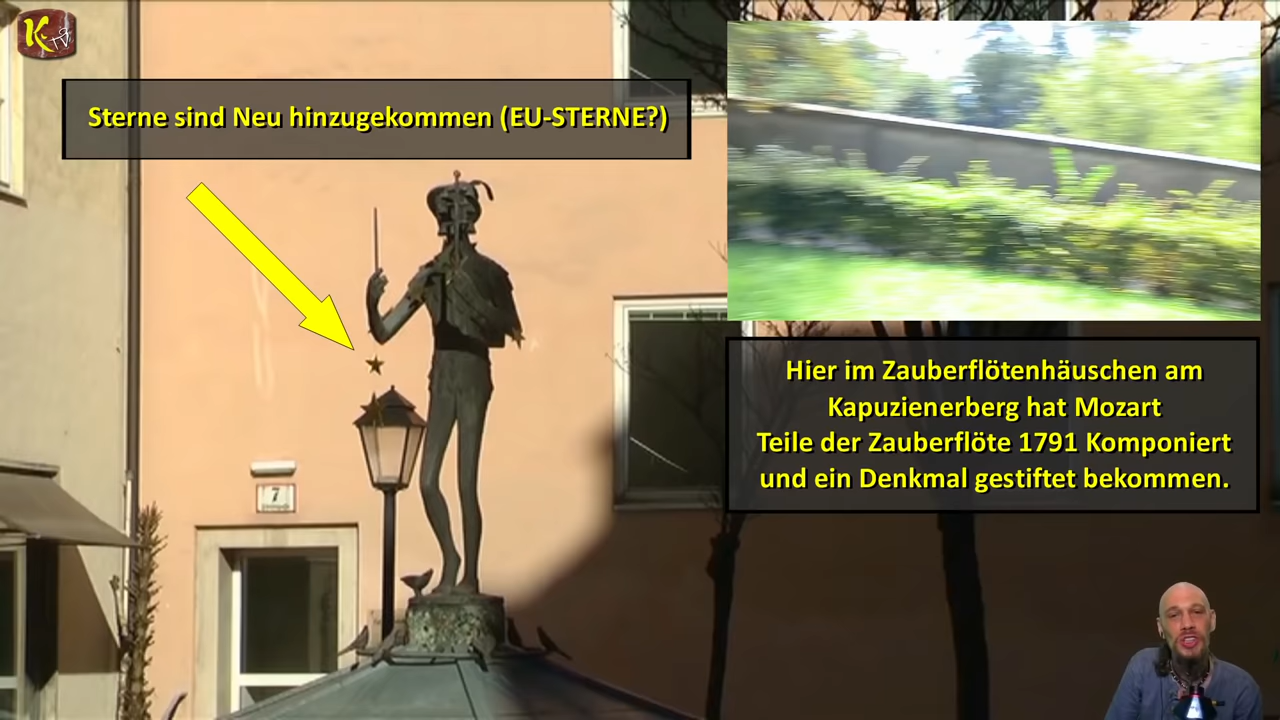 K
TV
Sterne sind Neu hinzugekommen (EU-STERNE?)
Hier im Zauberflötenhäuschen am
Kapuzienerberg hat Mozart
Teile der Zauberflöte 1791 Komponiert
und ein Denkmal gestiftet bekommen.
7